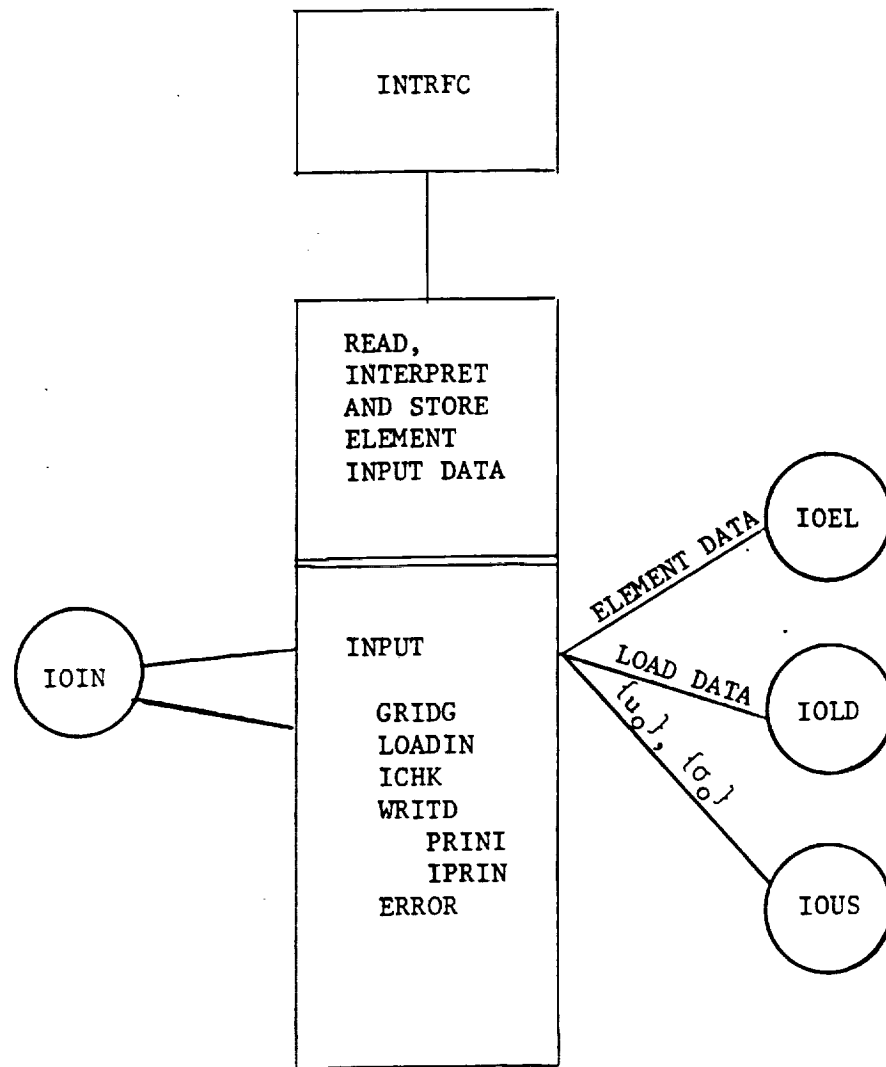 INTRFC
READ,
INTERPRET
AND STORE
ELEMENT
INPUT DATA
IOIN
INPUT
GRIDG
LOADIN
ICHK
WRITD
PRINI
IPRIN
ERROR
ELEMENT DATA
IOEL
LOAD DATA
IOLD
{u₀}, {σ₀}
IOUS